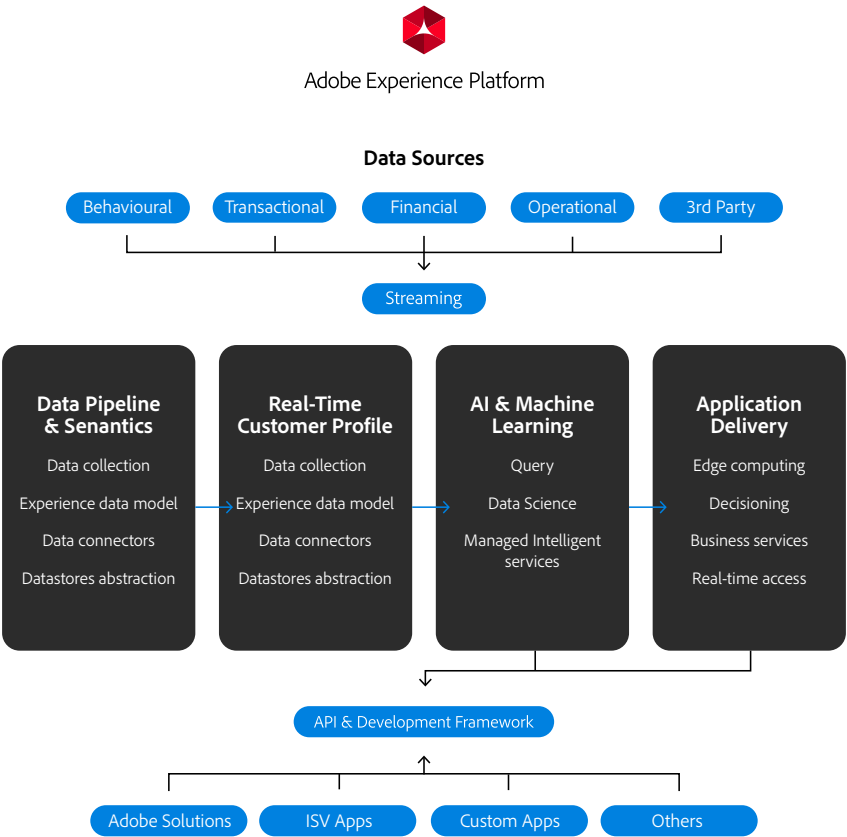 Adobe Experience Platform
Data Sources
Behavioural
Transactional
Financial
Operational
3rd Party
Streaming
Data Pipeline
& Senantics
Data collection
Experience data model
Data connectors
Datastores abstraction
Real-Time
Customer Profile
Data collection
Experience data model
Data connectors
Datastores abstraction
AI & Machine
Learning
Query
Data Science
Managed Intelligent
services
Application
Delivery
Edge computing
Decisioning
Business services
Real-time access
API & Development Framework
Adobe Solutions
ISV Apps
Custom Apps
Others